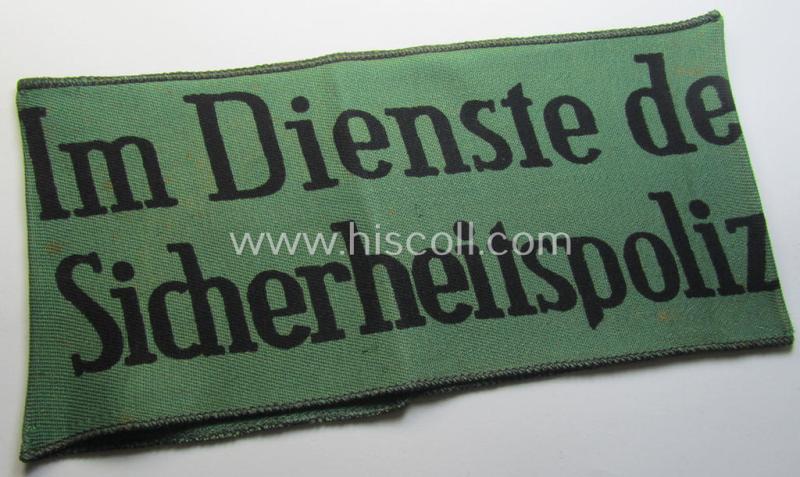 Im Dienste de
Sicherheitspoliz
www.hiscoll.com